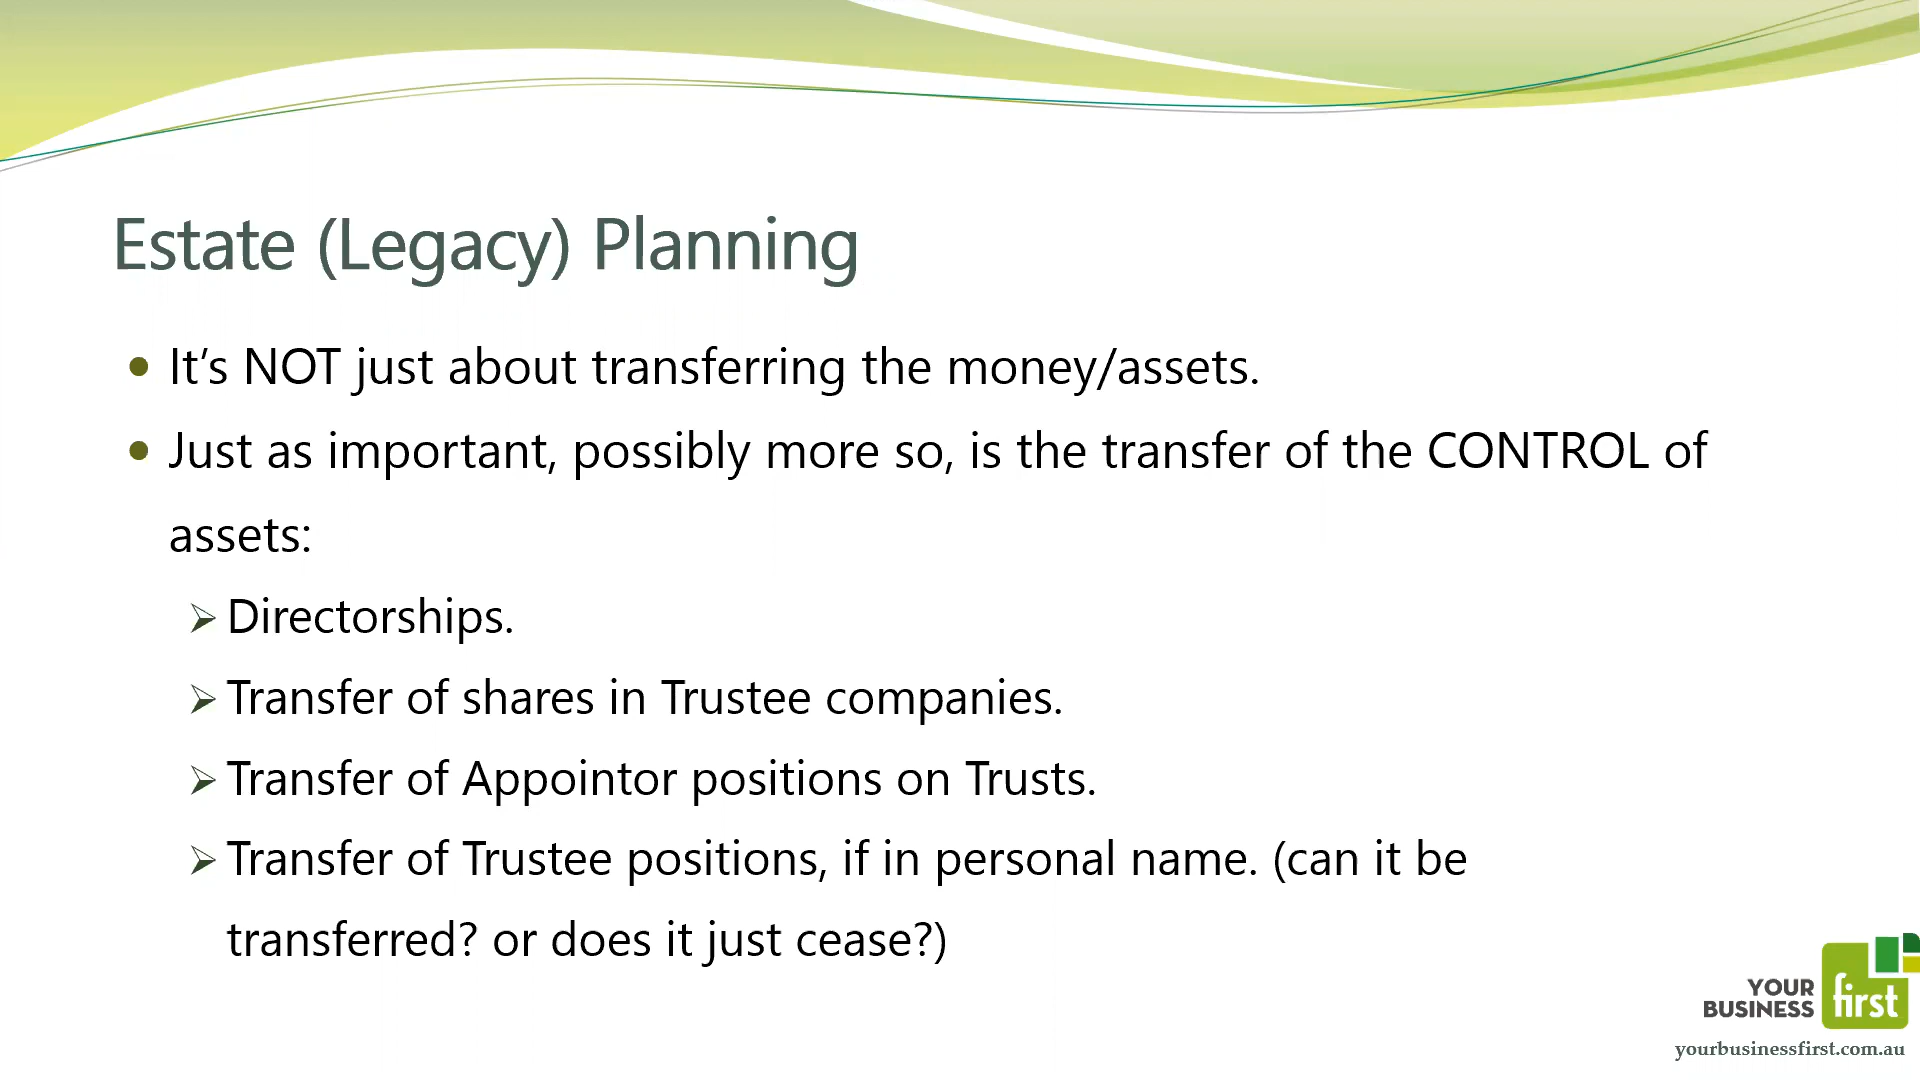 Estate (Legacy) Planning
It’s NOT just about transferring the money/assets.
Just as important, possibly more so, is the transfer of the CONTROL of
assets:
Directorships.
Transfer of shares in Trustee companies.
Transfer of Appointor positions on Trusts.
Transfer of Trustee positions, if in personal name. (can it be
transferred? or does it just cease?)
YOUR
BUSINESS
first
yourbusinessfirst.com.au